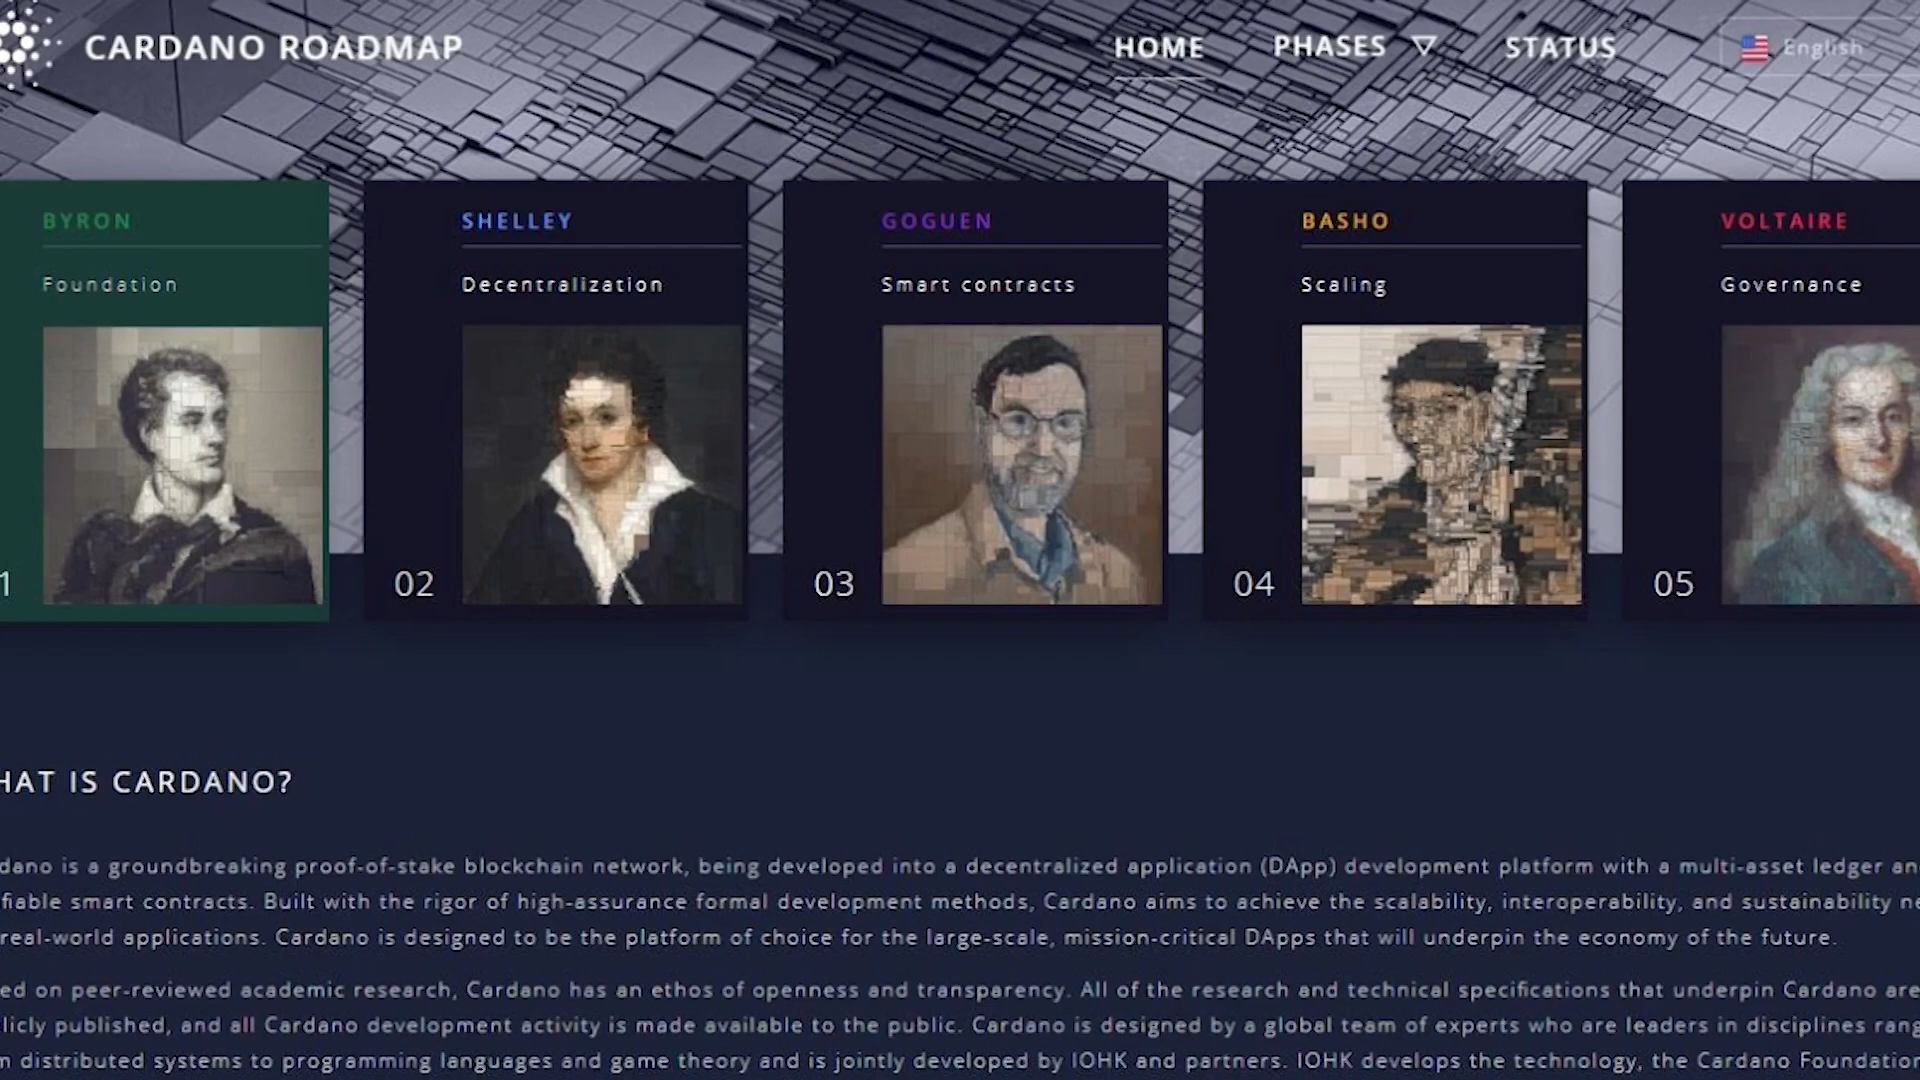 CARDANO ROADMAP
HOME PHASES STATUS English
BYRON SHELLEY GOGUEN BASHO VOLTAIRE
Foundation Decentralization Smart contracts Scaling Governance
1 02 03 04 05
HAT IS CARDANO?
dano is a groundbreaking proof-of-stake blockchain network, being developed into a decentralized application (DApp) development platform with a multi-asset ledger an
fiable smart contracts. Built with the rigor of high-assurance formal development methods, Cardano aims to achieve the scalability, interoperability, and sustainability ne
real-world applications. Cardano is designed to be the platform of choice for the large-scale, mission-critical DApps that will underpin the economy of the future.
ed on peer-reviewed academic research, Cardano has an ethos of openness and transparency. All of the research and technical specifications that underpin Cardano are
licly published, and all Cardano development activity is made available to the public. Cardano is designed by a global team of experts who are leaders in disciplines rang
m distributed systems to programming languages and game theory and is jointly developed by IOHK and partners. IOHK develops the technology, the Cardano Foundation